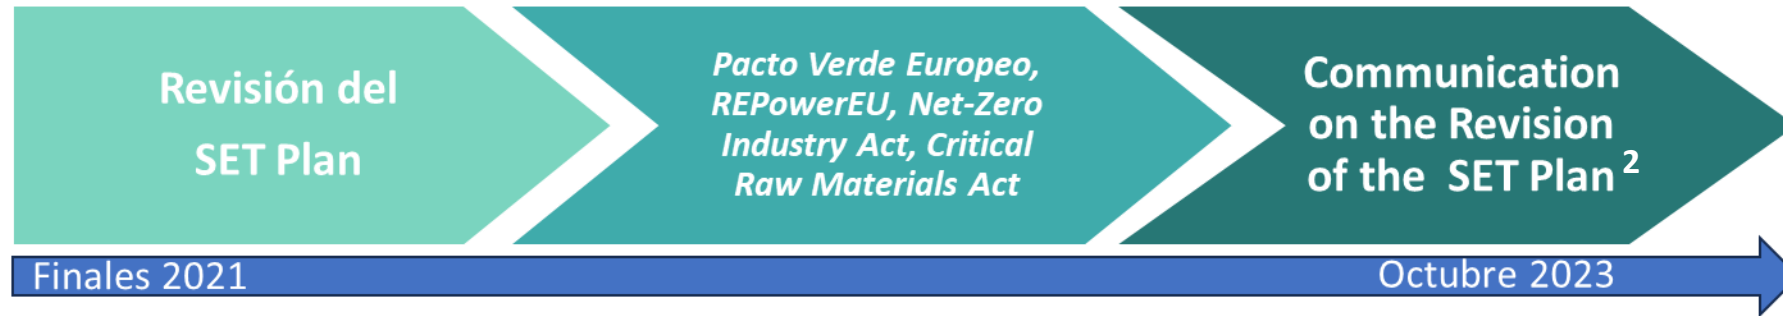 Revisión del
SET Plan
Pacto Verde Europeo,
REPowerEU, Net-Zero
Industry Act, Critical
Raw Materials Act
Communication
on the Revision
of the SET Plan 2
Finales 2021
Octubre 2023